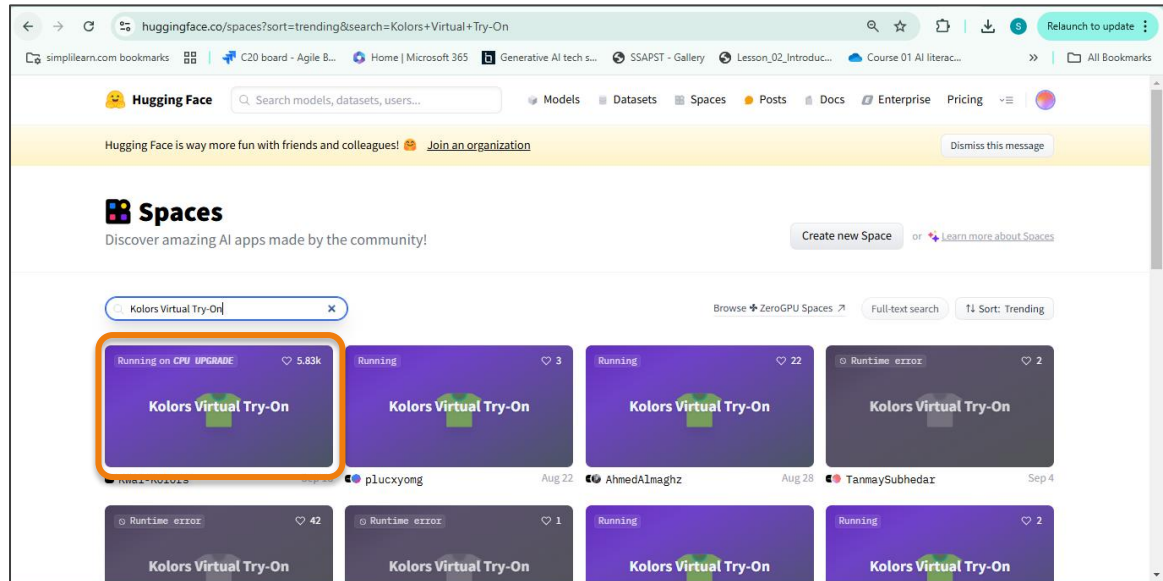 huggingface.co/spaces?sort=trending&search=Kolors+Virtual+Try-On
S
Relaunch to update
simplilearn.com bookmarks
C20 board - Agile B...
Home | Microsoft 365
Generative AI tech s...
SSAPST - Gallery
Lesson_02_Introduc...
Course 01 AI literac...
»
All Bookmarks
Hugging Face
Search models, datasets, users...
Models
Datasets
Spaces
Posts
Docs
Enterprise
Pricing
Hugging Face is way more fun with friends and colleagues! 🤗 Join an organization
Dismiss this message
Spaces
Discover amazing AI apps made by the community!
Create new Space
or Learn more about Spaces
Kolors Virtual Try-On
Browse ZeroGPU Spaces
Full-text search
Sort: Trending
Running on CPU UPGRADE
5.83k
Kolors Virtual Try-On
Running
3
Kolors Virtual Try-On
Running
22
Kolors Virtual Try-On
Runtime error
2
Kolors Virtual Try-On
plucxyomg
Aug 22
AhmedAlmaghz
Aug 28
TanmaySubhedar
Sep 4
Runtime error
42
Kolors Virtual Try-On
Runtime error
1
Kolors Virtual Try-On
Running
Kolors Virtual Try-On
Running
2
Kolors Virtual Try-On